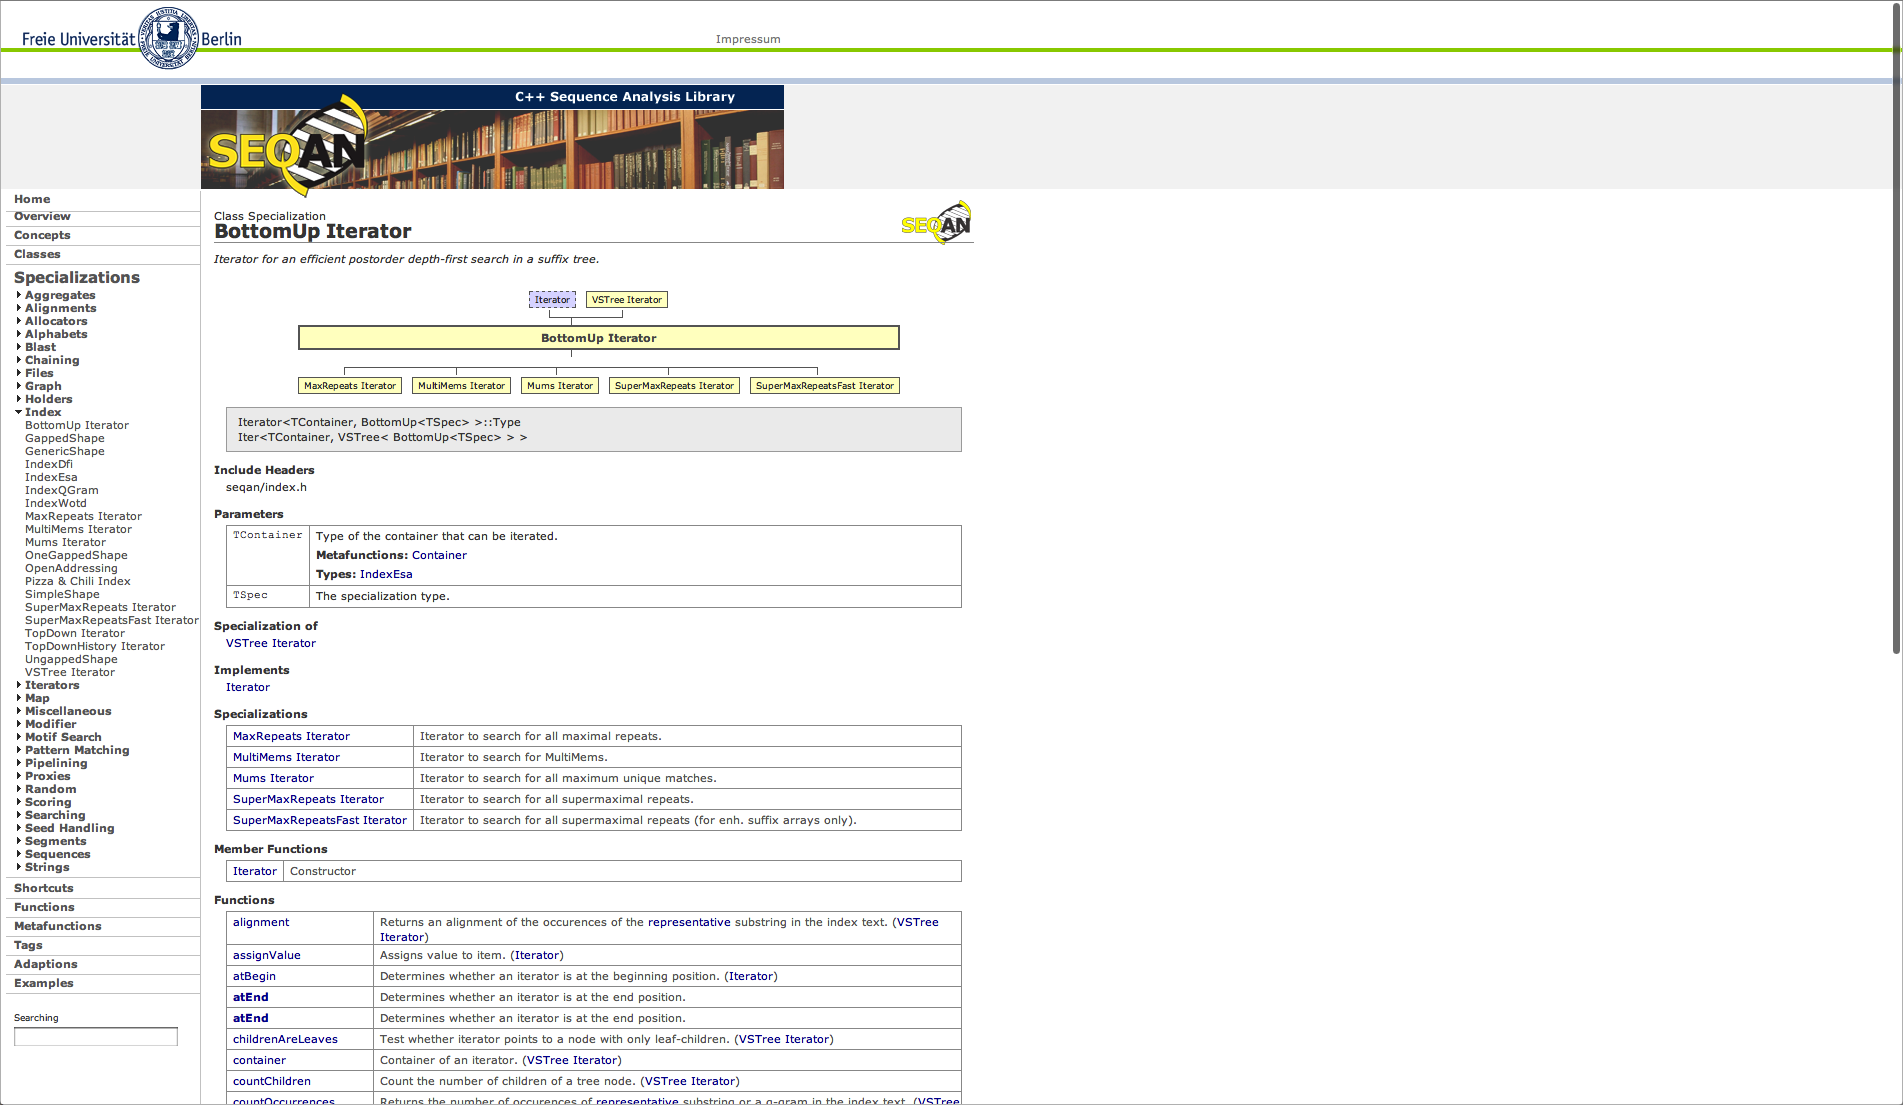 Freie Universität Berlin
Impressum
C++ Sequence Analysis Library
SEQAN
Home
Overview
Concepts
Classes
Specializations
Aggregates
Alignments
Allocators
Alphabets
Blast
Chaining
Files
Graph
Holders
Index
BottomUp Iterator
GappedShape
GenericShape
IndexDfi
IndexEsa
IndexQGram
IndexWotd
MaxRepeats Iterator
MultiMems Iterator
Mums Iterator
OneGappedShape
OpenAddressing
Pizza & Chili Index
SimpleShape
SuperMaxRepeats Iterator
SuperMaxRepeatsFast Iterator
TopDown Iterator
TopDownHistory Iterator
UngappedShape
VSTree Iterator
Iterators
Map
Miscellaneous
Modifier
Motif Search
Pattern Matching
Pipelining
Proxies
Random
Scoring
Searching
Seed Handling
Segments
Sequences
Strings
Shortcuts
Functions
Metafunctions
Tags
Adaptions
Examples
Searching
Class Specialization
BottomUp Iterator
SEQAN
Iterator for an efficient postorder depth-first search in a suffix tree.
Iterator VSTree Iterator
BottomUp Iterator
MaxRepeats Iterator MultiMems Iterator Mums Iterator SuperMaxRepeats Iterator SuperMaxRepeatsFast Iterator
Iterator<TContainer, BottomUp<TSpec> >::Type
Iter<TContainer, VSTree< BottomUp<TSpec> > >
Include Headers
seqan/index.h
Parameters
TContainer Type of the container that can be iterated.
Metafunctions: Container
Types: IndexEsa
TSpec The specialization type.
Specialization of
VSTree Iterator
Implements
Iterator
Specializations
MaxRepeats Iterator Iterator to search for all maximal repeats.
MultiMems Iterator Iterator to search for MultiMems.
Mums Iterator Iterator to search for all maximum unique matches.
SuperMaxRepeats Iterator Iterator to search for all supermaximal repeats.
SuperMaxRepeatsFast Iterator Iterator to search for all supermaximal repeats (for enh. suffix arrays only).
Member Functions
Iterator Constructor
Functions
alignment Returns an alignment of the occurences of the representative substring in the index text. (VSTree
Iterator)
assignValue Assigns value to item. (Iterator)
atBegin Determines whether an iterator is at the beginning position. (Iterator)
atEnd Determines whether an iterator is at the end position.
atEnd Determines whether an iterator is at the end position.
childrenAreLeaves Test whether iterator points to a node with only leaf-children. (VSTree Iterator)
container Container of an iterator. (VSTree Iterator)
countChildren Count the number of children of a tree node. (VSTree Iterator)
countOccurrences Returns the number of occurences of representative substring or a q-gram in the index text. (VSTree